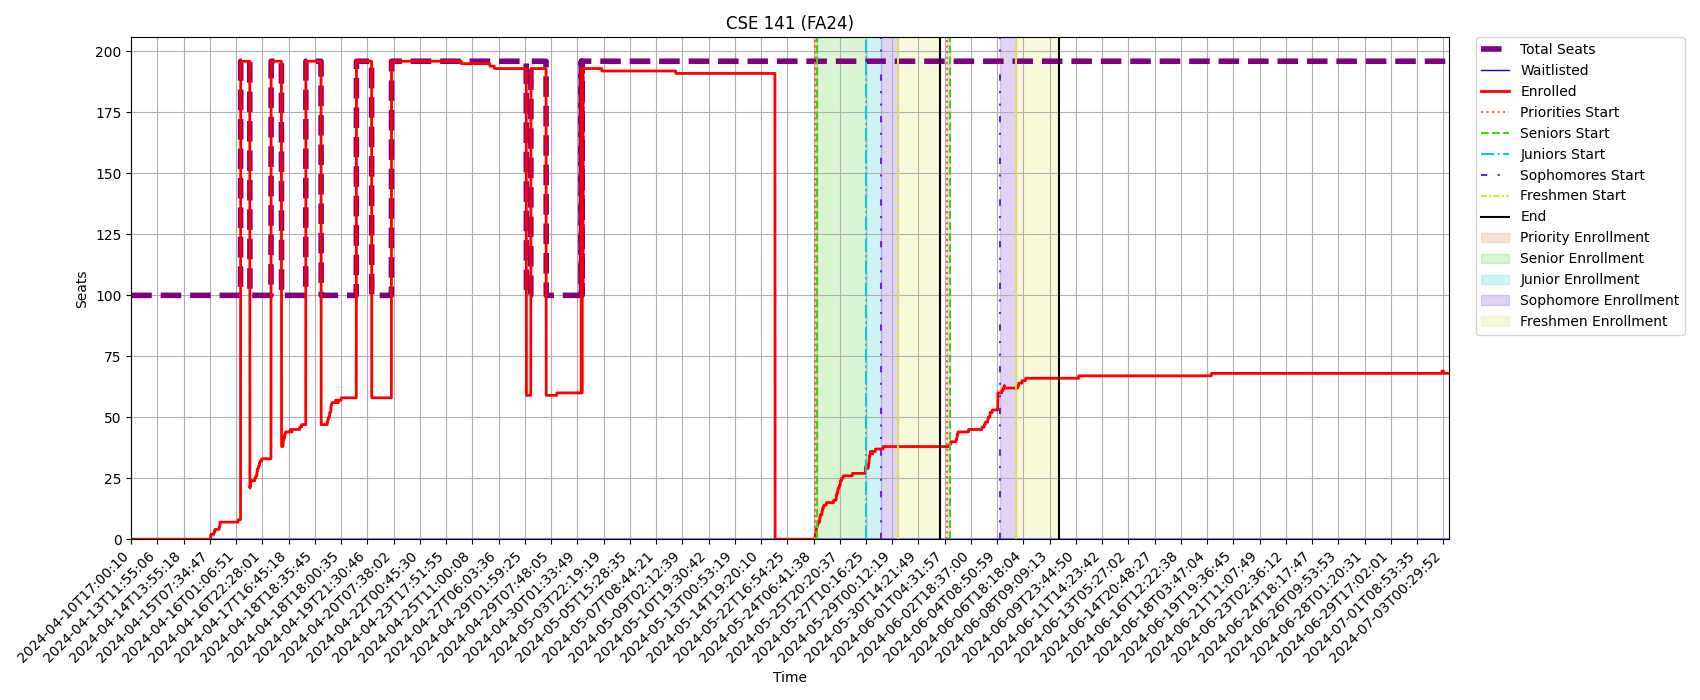 CSE 141 (FA24)
Seats
200
175
150
125
100
75
50
25
0
2024-04-10T17:00:10
2024-04-13T11:55:06
2024-04-14T13:55:18
2024-04-15T07:34:47
2024-04-16T01:06:51
2024-04-16T22:28:01
2024-04-17T16:45:18
2024-04-18T18:35:45
2024-04-18T18:00:35
2024-04-19T21:30:46
2024-04-20T07:38:02
2024-04-22T00:45:30
2024-04-23T17:51:55
2024-04-25T11:00:08
2024-04-27T06:03:36
2024-04-29T01:59:25
2024-04-29T07:48:05
2024-04-30T01:33:49
2024-05-03T22:19:19
2024-05-05T15:28:35
2024-05-07T08:44:21
2024-05-09T02:12:39
2024-05-10T19:30:42
2024-05-13T00:53:19
2024-05-14T19:20:10
2024-05-22T16:54:25
2024-05-24T06:41:38
2024-05-25T20:20:37
2024-05-27T10:16:25
2024-05-29T00:12:19
2024-05-30T14:21:49
2024-06-01T04:31:57
2024-06-02T18:37:00
2024-06-04T08:50:59
2024-06-06T18:18:04
2024-06-08T09:09:13
2024-06-09T23:44:50
2024-06-11T14:23:42
2024-06-13T05:27:02
2024-06-14T20:48:27
2024-06-16T12:22:38
2024-06-18T03:47:04
2024-06-19T19:36:45
2024-06-21T11:07:49
2024-06-23T02:36:12
2024-06-24T18:17:47
2024-06-26T09:53:53
2024-06-28T01:20:31
2024-06-29T17:02:01
2024-07-01T08:53:35
2024-07-03T00:29:52
Time
Total Seats
Waitlisted
Enrolled
Priorities Start
Seniors Start
Juniors Start
Sophomores Start
Freshmen Start
End
Priority Enrollment
Senior Enrollment
Junior Enrollment
Sophomore Enrollment
Freshmen Enrollment